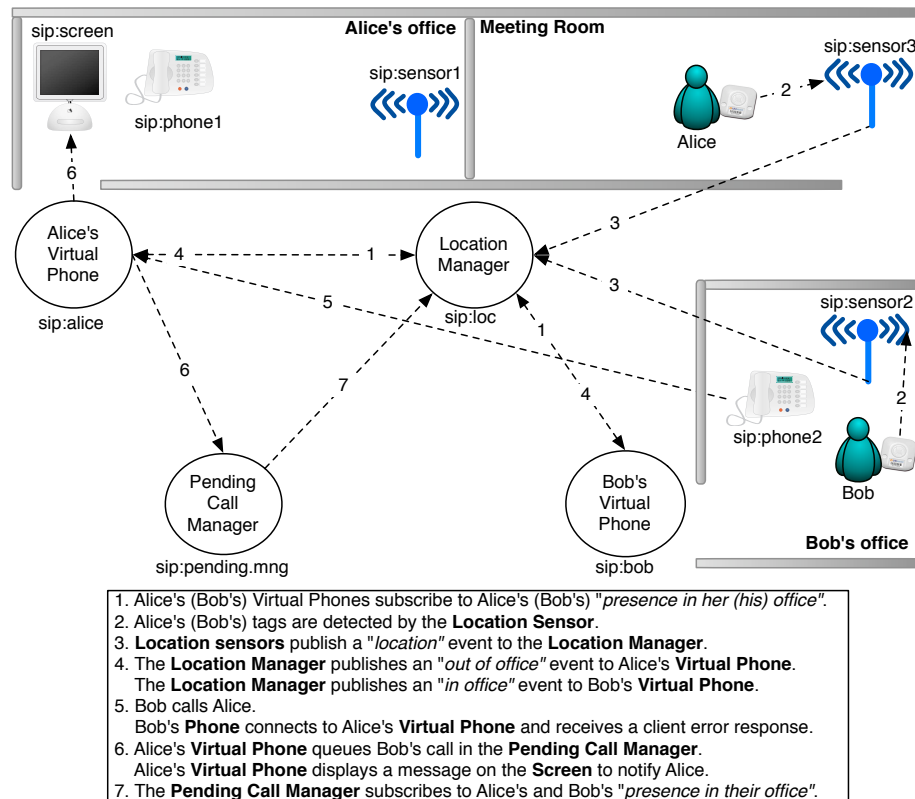 sip:screen
Alice's office
Meeting Room
sip:sensor3
sip:sensor1
sip:phone1
2
Alice
6
3
Alice's
Virtual
Phone
4
1
Location
Manager
3
sip:alice
5
sip:loc
sip:sensor2
1
6
7
4
2
sip:phone2
Bob
Pending
Call
Manager
Bob's
Virtual
Phone
Bob's office
sip:pending.mng
sip:bob
1. Alice's (Bob's) Virtual Phones subscribe to Alice's (Bob's) "presence in her (his) office".
2. Alice's (Bob's) tags are detected by the Location Sensor.
3. Location sensors publish a "location" event to the Location Manager.
4. The Location Manager publishes an "out of office" event to Alice's Virtual Phone.
The Location Manager publishes an "in office" event to Bob's Virtual Phone.
5. Bob calls Alice.
Bob's Phone connects to Alice's Virtual Phone and receives a client error response.
6. Alice's Virtual Phone queues Bob's call in the Pending Call Manager.
Alice's Virtual Phone displays a message on the Screen to notify Alice.
7. The Pending Call Manager subscribes to Alice's and Bob's "presence in their office".